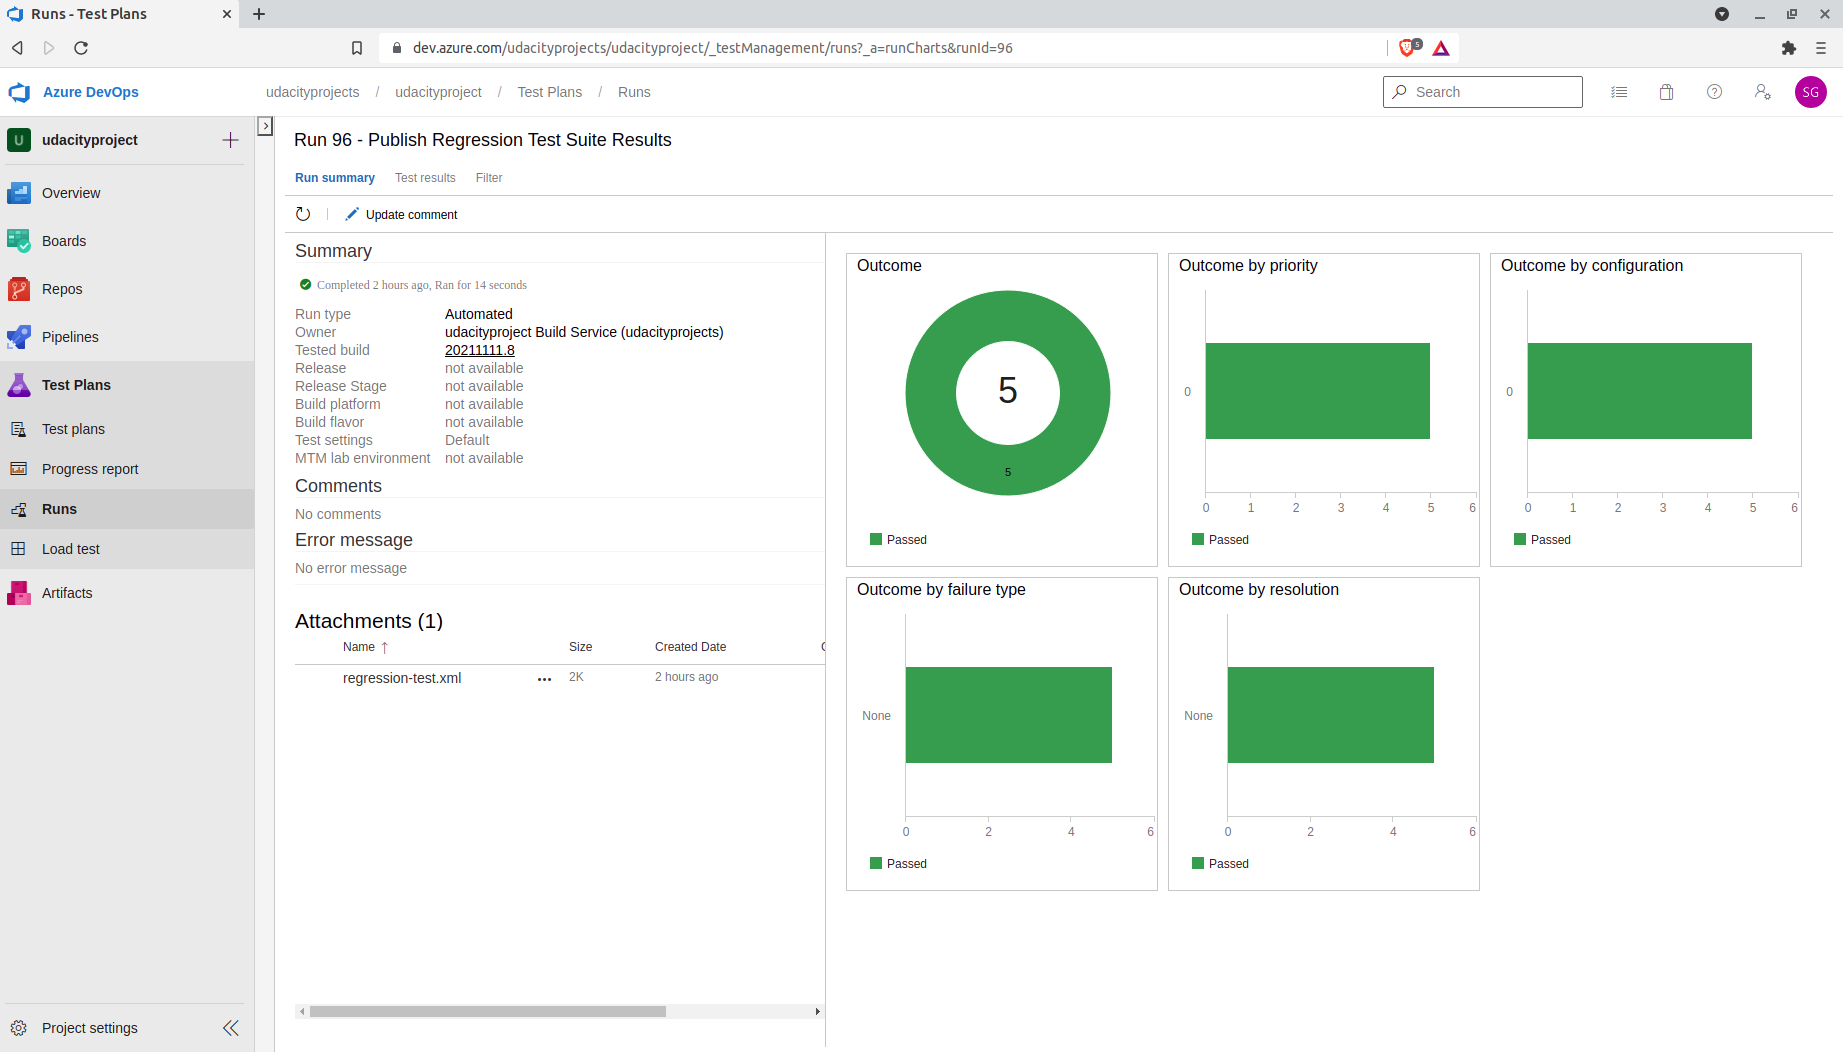 Runs - Test Plans
dev.azure.com/udacityprojects/udacityproject/_testManagement/runs?_a=runCharts&runId=96
5
Azure DevOps
udacityprojects / udacityproject / Test Plans / Runs
Search
SG
U udacityproject
Overview
Boards
Repos
Pipelines
Test Plans
Test plans
Progress report
Runs
Load test
Artifacts
Project settings
Run 96 - Publish Regression Test Suite Results
Run summary Test results Filter
Update comment
Summary
Completed 2 hours ago, Ran for 14 seconds
Run type Automated
Owner udacityproject Build Service (udacityprojects)
Tested build 20211111.8
Release not available
Release Stage not available
Build platform not available
Build flavor not available
Test settings Default
MTM lab environment not available
Comments
No comments
Error message
No error message
Attachments (1)
Name Size Created Date
regression-test.xml ... 2K 2 hours ago
Outcome
5
5
Passed
Outcome by priority
0
0 1 2 3 4 5 6
Passed
Outcome by configuration
0
0 1 2 3 4 5 6
Passed
Outcome by failure type
None
0 2 4 6
Passed
Outcome by resolution
None
0 2 4 6
Passed